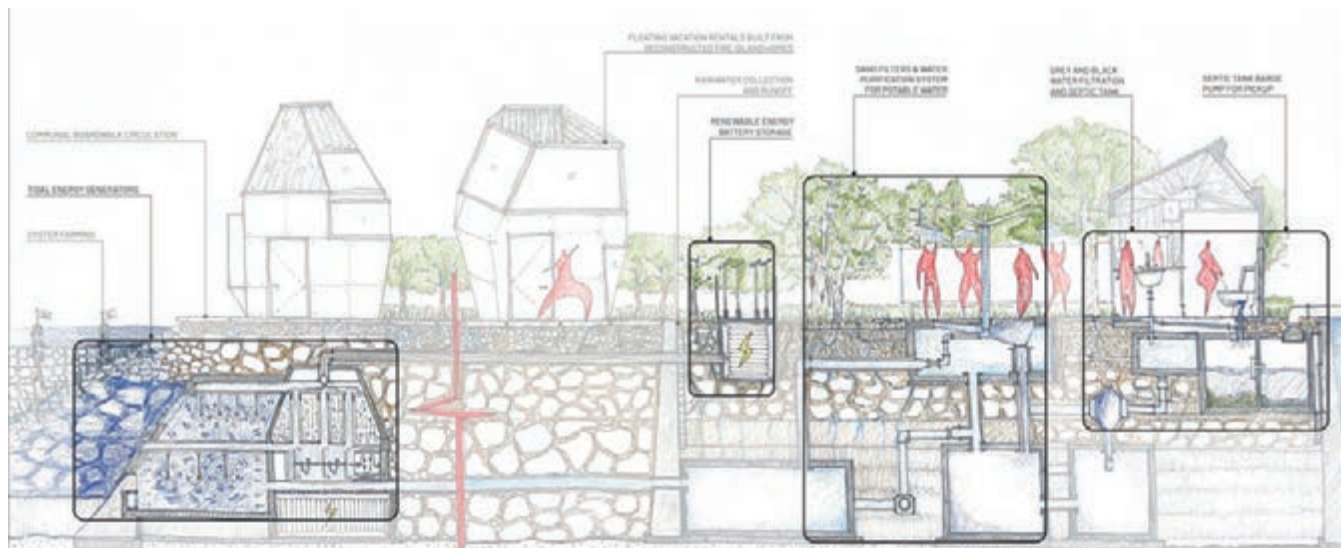 FLOATING VACATION RENTALS BUILT FROM
DECONSTRUCTED FIRE ISLAND HOMES
RAINWATER COLLECTION
AND RUNOFF
SAND FILTERS & WATER
PURIFICATION SYSTEM
FOR POTABLE WATER
GREY AND BLACK
WATER FILTRATION
AND SEPTIC TANK
SEPTIC TANK BARGE
PUMP FOR PICKUP
RENEWABLE ENERGY
BATTERY STORAGE
COMMUNAL BOARDWALK CIRCULATION
TIDAL ENERGY GENERATORS
OYSTER FARMING